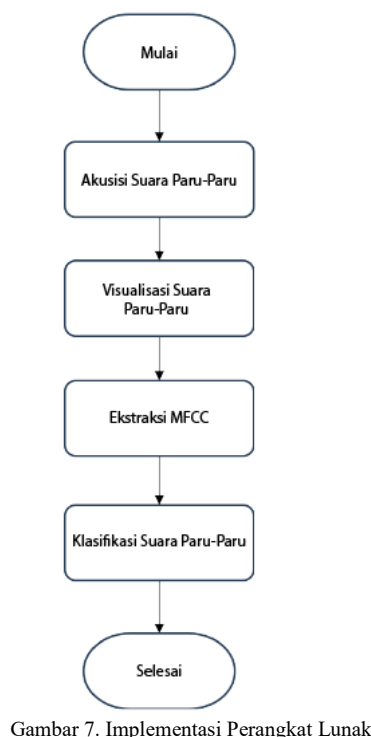 Mulai
Akusisi Suara Paru-Paru
Visualisasi Suara
Paru-Paru
Ekstraksi MFCC
Klasifikasi Suara Paru-Paru
Selesai
Gambar 7. Implementasi Perangkat Lunak